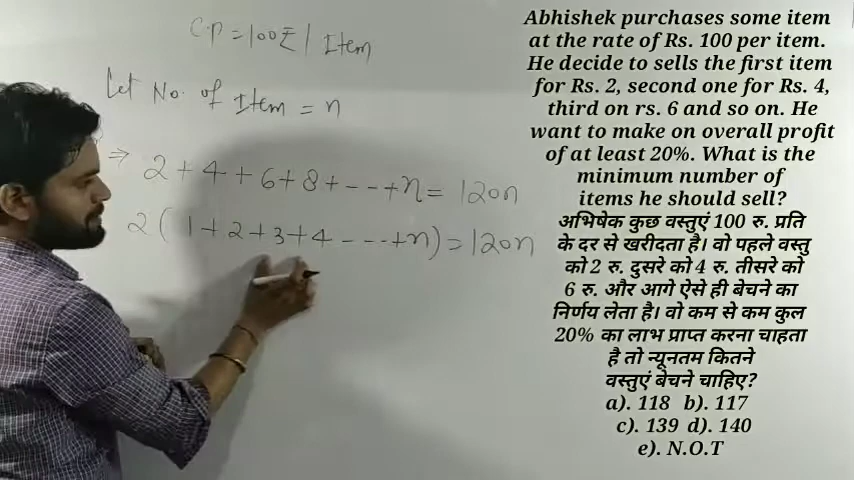 C.P = 100₹ / Item
Let No. of Item = n
⇒ 2 + 4 + 6 + 8 + - - - + n = 120n
2 ( 1 + 2 + 3 + 4 - - - - + n ) = 120n
Abhishek purchases some item
at the rate of Rs. 100 per item.
He decide to sells the first item
for Rs. 2, second one for Rs. 4,
third on rs. 6 and so on. He
want to make on overall profit
of at least 20%. What is the
minimum number of
items he should sell?
अभिषेक कुछ वस्तुएं 100 रु. प्रति
के दर से खरीदता है। वो पहले वस्तु
को 2 रु. दुसरे को 4 रु. तीसरे को
6 रु. और आगे ऐसे ही बेचने का
निर्णय लेता है। वो कम से कम कुल
20% का लाभ प्राप्त करना चाहता
है तो न्यूनतम कितने
वस्तुएं बेचने चाहिए?
a). 118 b). 117
c). 139 d). 140
e). N.O.T